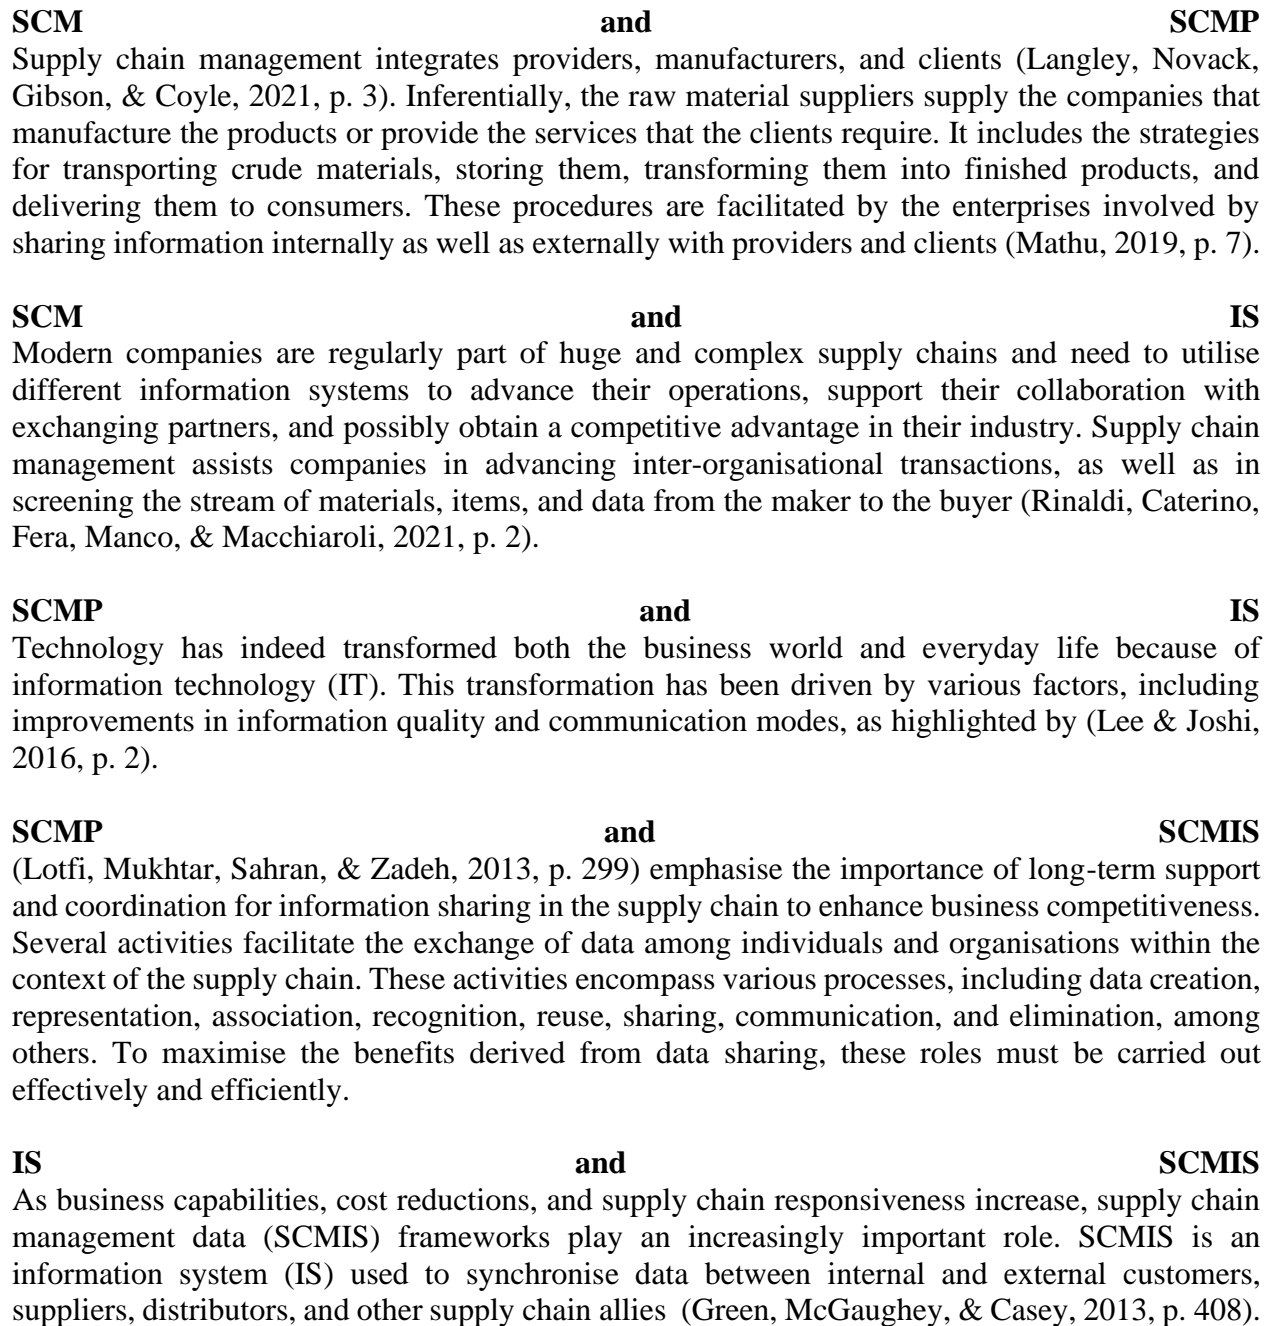 SCM and SCMP
Supply chain management integrates providers, manufacturers, and clients (Langley, Novack,
Gibson, & Coyle, 2021, p. 3). Inferentially, the raw material suppliers supply the companies that
manufacture the products or provide the services that the clients require. It includes the strategies
for transporting crude materials, storing them, transforming them into finished products, and
delivering them to consumers. These procedures are facilitated by the enterprises involved by
sharing information internally as well as externally with providers and clients (Mathu, 2019, p. 7).
SCM and IS
Modern companies are regularly part of huge and complex supply chains and need to utilise
different information systems to advance their operations, support their collaboration with
exchanging partners, and possibly obtain a competitive advantage in their industry. Supply chain
management assists companies in advancing inter-organisational transactions, as well as in
screening the stream of materials, items, and data from the maker to the buyer (Rinaldi, Caterino,
Fera, Manco, & Macchiaroli, 2021, p. 2).
SCMP and IS
Technology has indeed transformed both the business world and everyday life because of
information technology (IT). This transformation has been driven by various factors, including
improvements in information quality and communication modes, as highlighted by (Lee & Joshi,
2016, p. 2).
SCMP and SCMIS
(Lotfi, Mukhtar, Sahran, & Zadeh, 2013, p. 299) emphasise the importance of long-term support
and coordination for information sharing in the supply chain to enhance business competitiveness.
Several activities facilitate the exchange of data among individuals and organisations within the
context of the supply chain. These activities encompass various processes, including data creation,
representation, association, recognition, reuse, sharing, communication, and elimination, among
others. To maximise the benefits derived from data sharing, these roles must be carried out
effectively and efficiently.
IS and SCMIS
As business capabilities, cost reductions, and supply chain responsiveness increase, supply chain
management data (SCMIS) frameworks play an increasingly important role. SCMIS is an
information system (IS) used to synchronise data between internal and external customers,
suppliers, distributors, and other supply chain allies (Green, McGaughey, & Casey, 2013, p. 408).